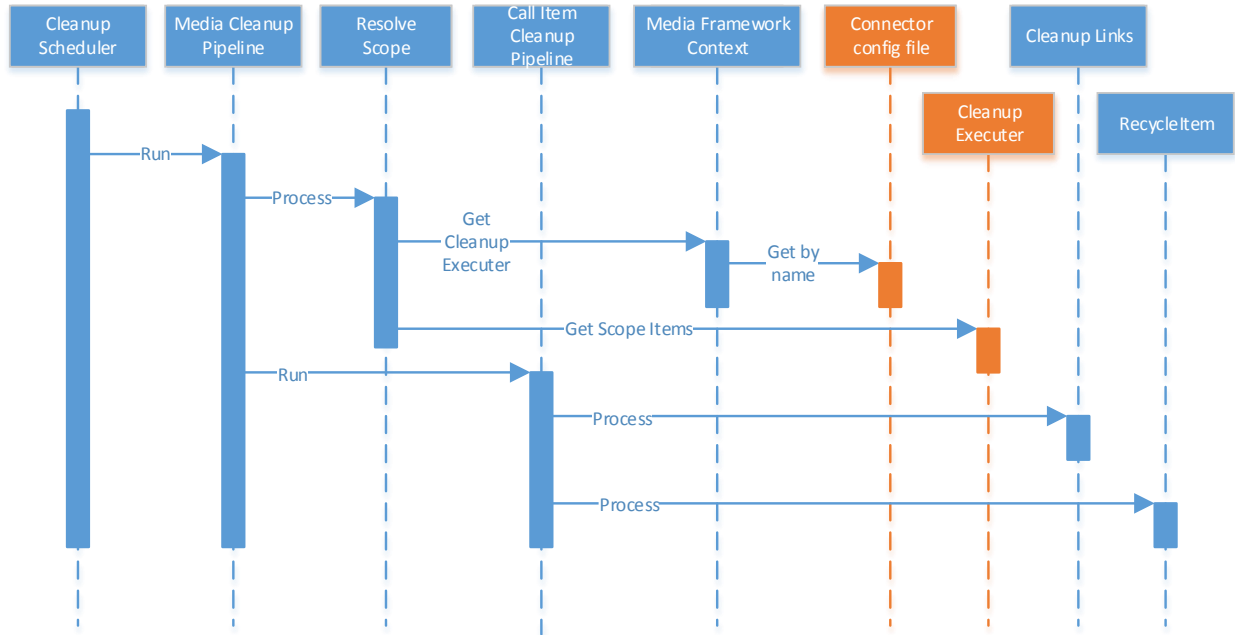 Cleanup
Scheduler
Media Cleanup
Pipeline
Resolve
Scope
Call Item
Cleanup
Pipeline
Media Framework
Context
Connector
config file
Cleanup Links
Cleanup
Executer
RecycleItem
Run
Process
Get
Cleanup
Executer
Get by
name
Get Scope Items
Run
Process
Process